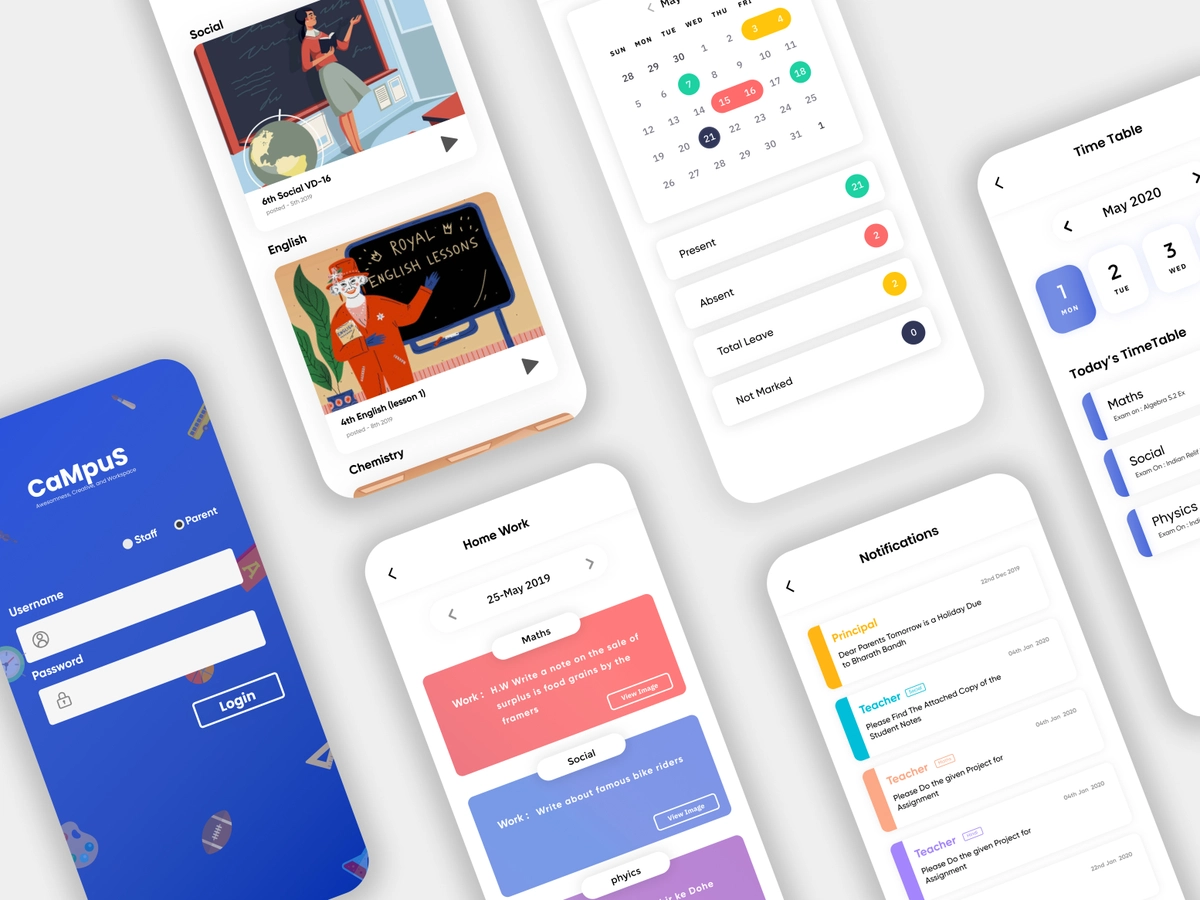 Social
6th Social VD-16
posted - 5th 2019
English
ROYAL
ENGLISH LESSONS
4th English (lesson 1)
posted - 8th 2019
Chemistry
May
SUN MON TUE WED THU FRI
28 29 30 1 2 3 4
5 6 7 8 9 10 11
12 13 14 15 16 17 18
19 20 21 22 23 24 25
26 27 28 29 30 31 1
Present 21
Absent 2
Total Leave 2
Not Marked 0
Time Table
May 2020
1 MON
2 TUE
3 WED
Today's TimeTable
Maths
Exam on : Algebra 5.2 Ex
Social
Exam On : Indian Relif
Physics
Exam On : Indi
CaMpuS
Awesomness, Creative, and Workspace
Staff Parent
Username
Password
Login
Home Work
25-May 2019
Maths
Work : H.W Write a note on the sale of
surplus is food grains by the
framers
View Image
Social
Work : Write about famous bike riders
View Image
phyics
ke Dohe
Notifications
22nd Dec 2019
Principal
Dear Parents Tomorrow is a Holiday Due
to Bharath Bandh
04th Jan 2020
Teacher Social
Please Find The Attached Copy of the
Student Notes
04th Jan 2020
Teacher
Please Do the given Project for
Assignment
04th Jan 2020
Teacher
Please Do the given Project for
Assignment
22nd Jan 2020